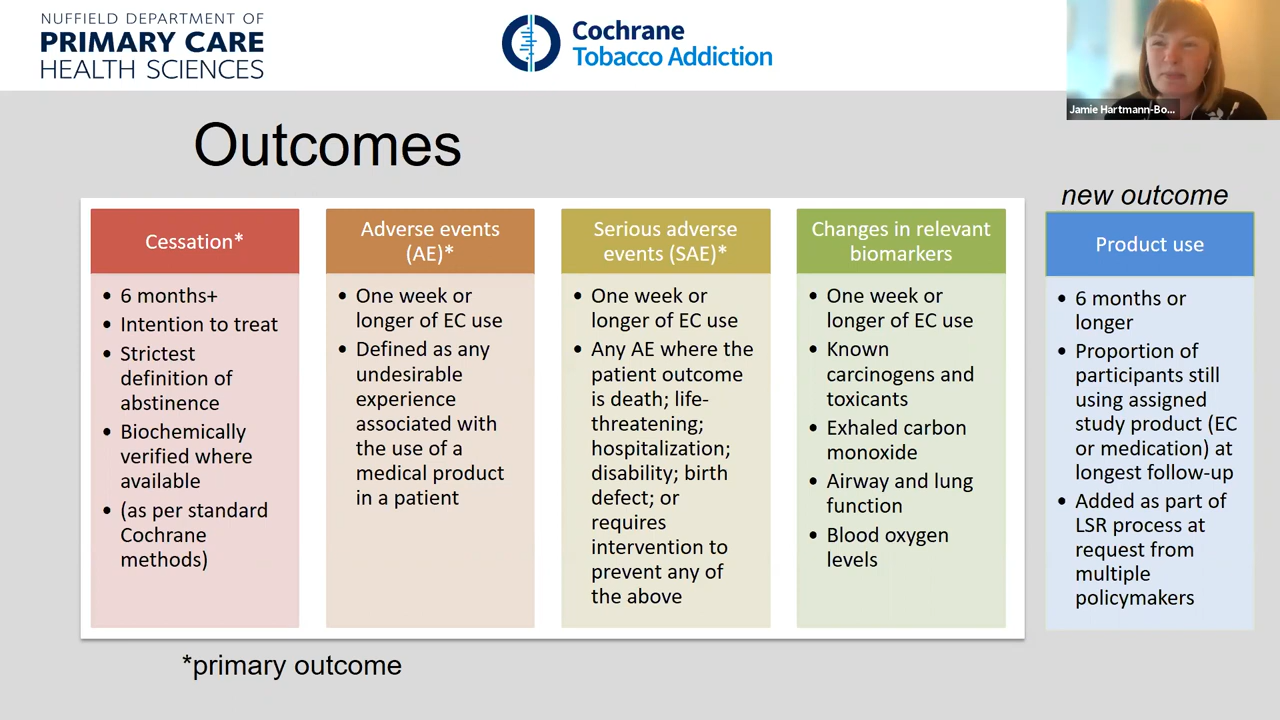 NUFFIELD DEPARTMENT OF
PRIMARY CARE
HEALTH SCIENCES
Cochrane
Tobacco Addiction
Jamie Hartmann-Bo...
Outcomes
new outcome
Cessation*
• 6 months+
• Intention to treat
• Strictest
definition of
abstinence
• Biochemically
verified where
available
• (as per standard
Cochrane
methods)
Adverse events
(AE)*
• One week or
longer of EC use
• Defined as any
undesirable
experience
associated with
the use of a
medical product
in a patient
Serious adverse
events (SAE)*
• One week or
longer of EC use
• Any AE where the
patient outcome
is death; life-
threatening;
hospitalization;
disability; birth
defect; or
requires
intervention to
prevent any of
the above
Changes in relevant
biomarkers
• One week or
longer of EC use
• Known
carcinogens and
toxicants
• Exhaled carbon
monoxide
• Airway and lung
function
• Blood oxygen
levels
Product use
• 6 months or
longer
• Proportion of
participants still
using assigned
study product (EC
or medication) at
longest follow-up
• Added as part of
LSR process at
request from
multiple
policymakers
*primary outcome